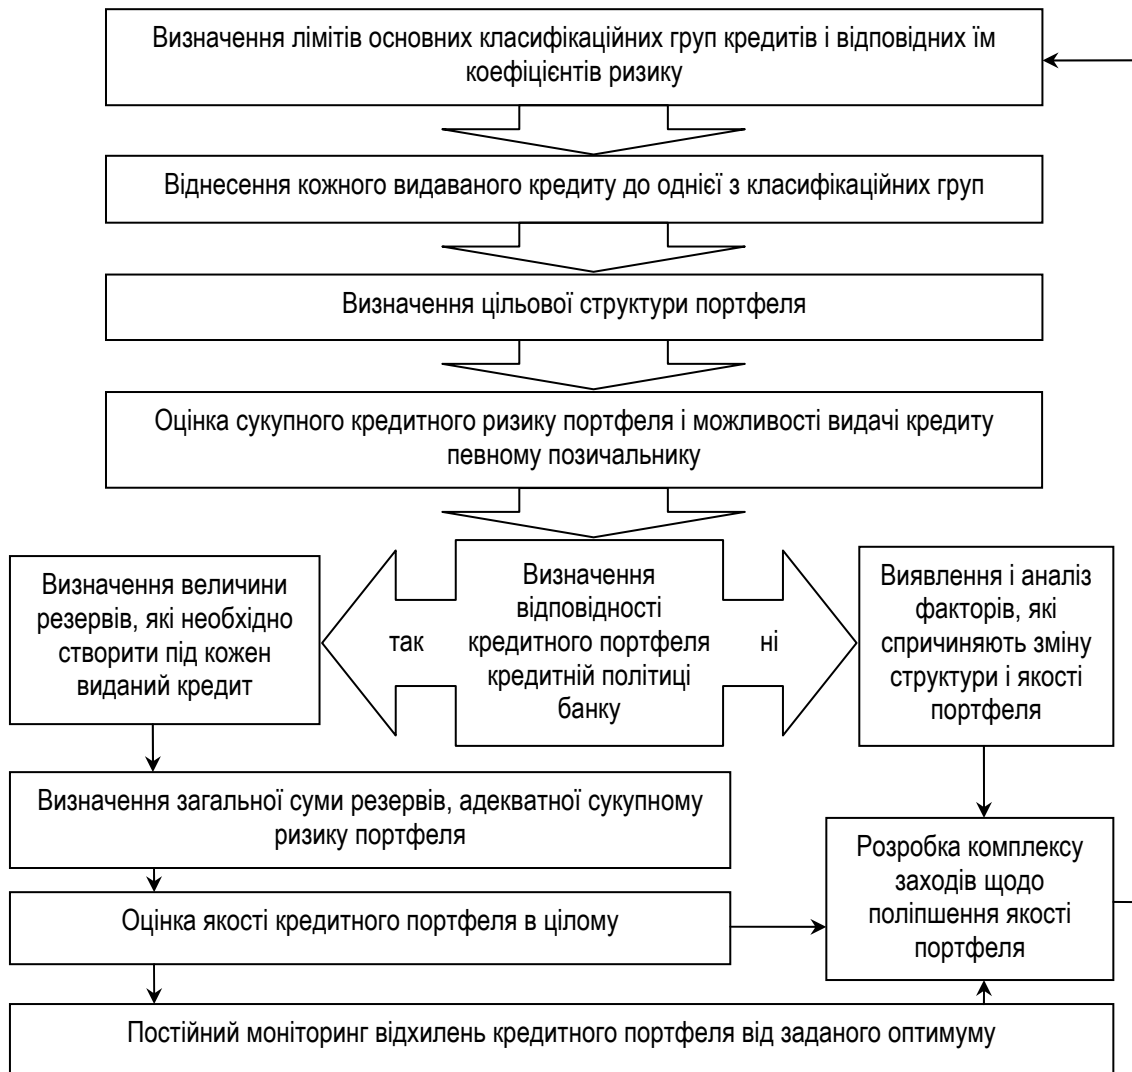 Визначення лімітів основних класифікаційних груп кредитів і відповідних їм
коефіцієнтів ризику
Віднесення кожного видаваного кредиту до однієї з класифікаційних груп
Визначення цільової структури портфеля
Оцінка сукупного кредитного ризику портфеля і можливості видачі кредиту
певному позичальнику
Визначення величини
резервів, які необхідно
створити під кожен
виданий кредит
так
Визначення
відповідності
кредитного портфеля
кредитній політиці
банку
ні
Виявлення і аналіз
факторів, які
спричиняють зміну
структури і якості
портфеля
Визначення загальної суми резервів, адекватної сукупному
ризику портфеля
Розробка комплексу
заходів щодо
поліпшення якості
портфеля
Оцінка якості кредитного портфеля в цілому
Постійний моніторинг відхилень кредитного портфеля від заданого оптимуму